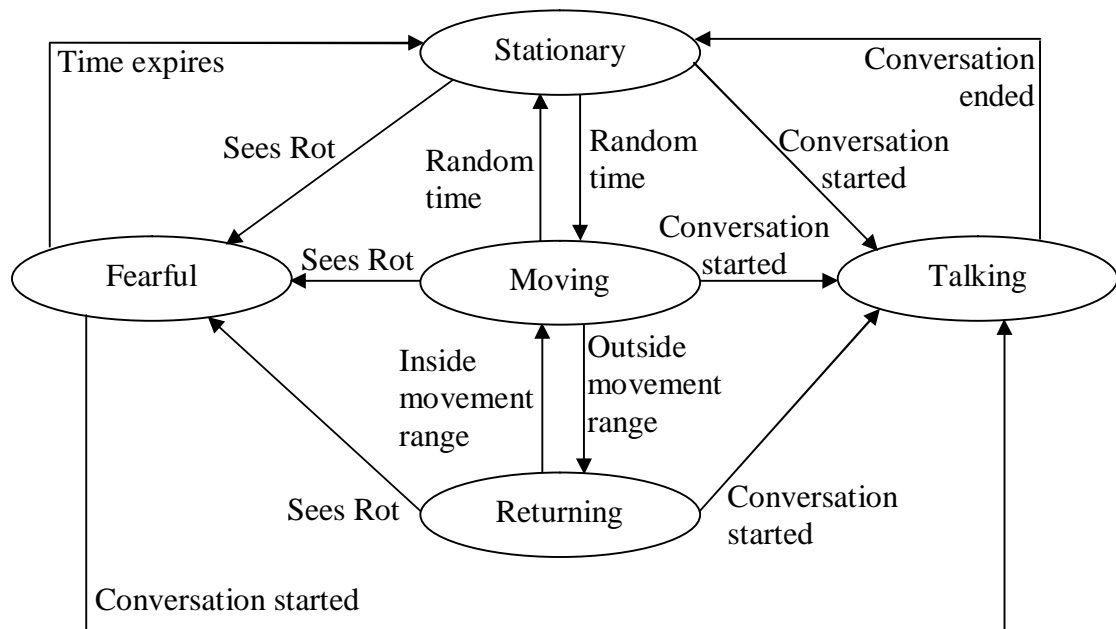 Stationary
Time expires
Conversation
ended
Sees Rot
Random
time
Random
time
Conversation
started
Conversation
started
Fearful
Sees Rot
Moving
Talking
Inside
movement
range
Outside
movement
range
Sees Rot
Returning
Conversation
started
Conversation started